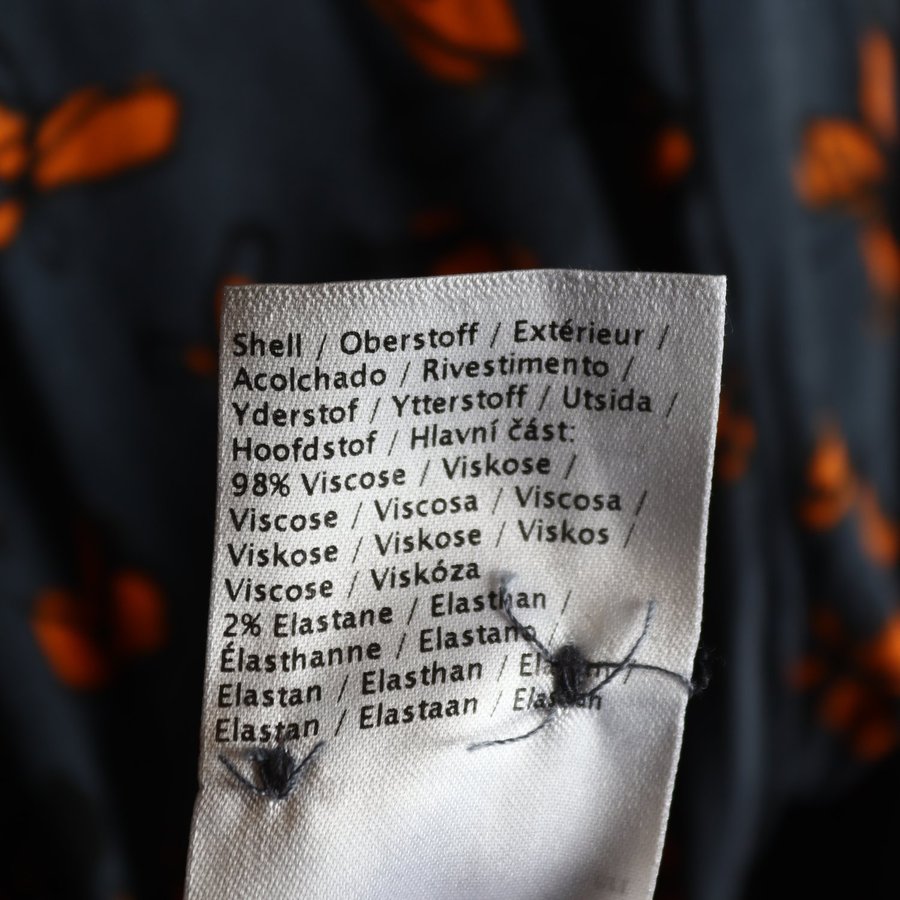 Shell / Oberstoff / Extérieur /
Acolchado / Rivestimento /
Yderstof / Ytterstoff / Utsida /
Hoofdstof / Hlavní část:
98% Viscose / Viskose /
Viscose / Viscosa / Viscosa /
Viskose / Viskose / Viskos /
Viscose / Viskóza
2% Elastane / Elasthan /
Élasthanne / Elastano /
Elastan / Elasthan / /
Elastan / Elastaan /